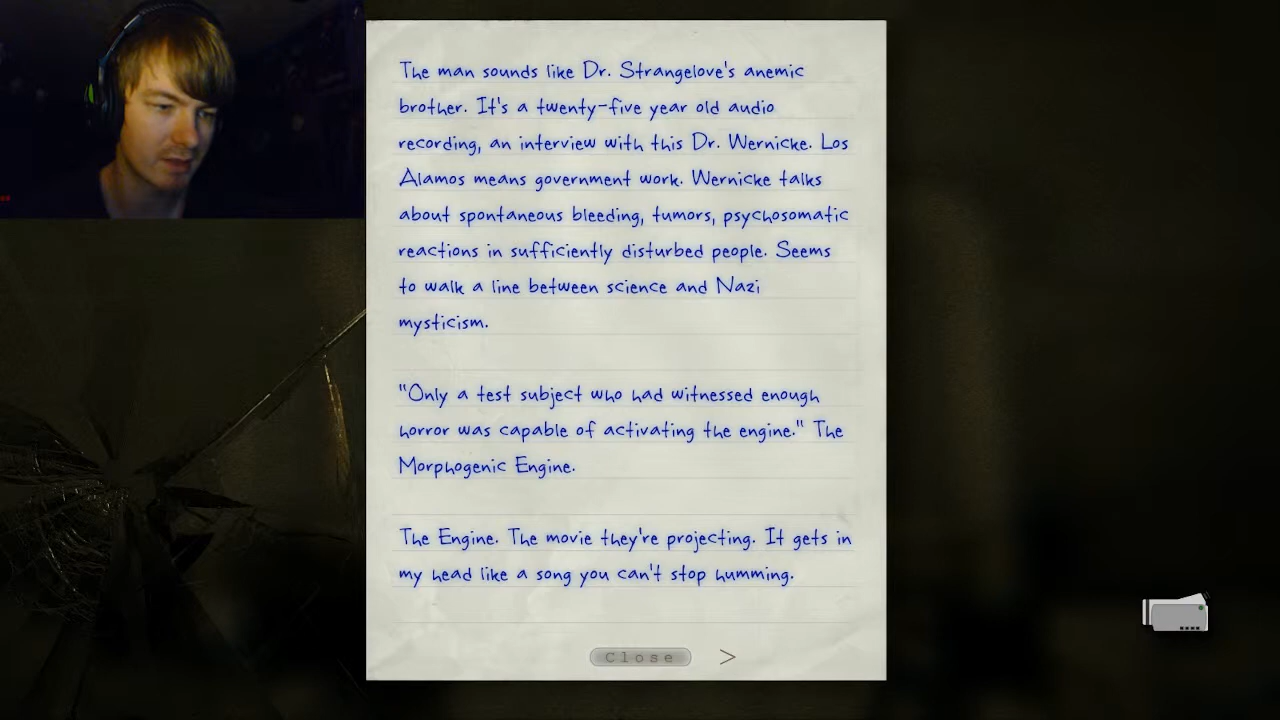 The man sounds like Dr. Strangelove's anemic
brother. It's a twenty-five year old audio
recording, an interview with this Dr. Wernicke. Los
Alamos means government work. Wernicke talks
about spontaneous bleeding, tumors, psychosomatic
reactions in sufficiently disturbed people. Seems
to walk a line between science and Nazi
mysticism.
"Only a test subject who had witnessed enough
horror was capable of activating the engine." The
Morphogenic Engine.
The Engine. The movie they're projecting. It gets in
my head like a song you can't stop humming.
Close >